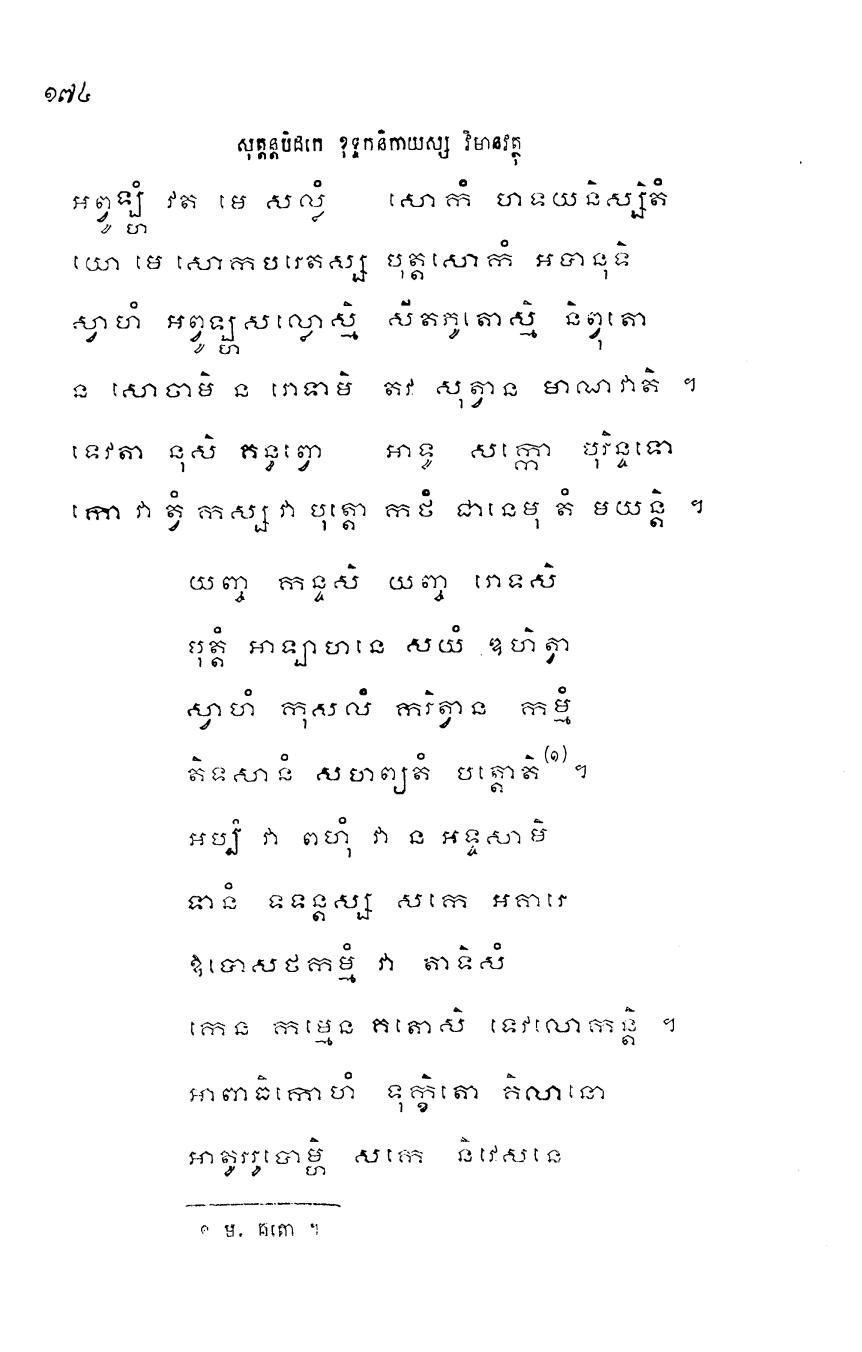 ១៧៤
សុត្តន្តបិដកេ ខុទ្ទកនិកាយស្ស វិមានវត្ថុ
អព្វូឡ្ហំ វត មេ សល្លំ សោកំ ហទយនិស្សិតំ
យោ មេ សោកបរេតស្ស បុត្តសោកំ អបានុទិ
ស្វាហំ អព្វូឡ្ហសល្លោស្មិ សីតភូតោស្មិ និព្វុតោ
ន សោចាមិ ន រោទាមិ តវ សុត្វាន មាណវាតិ ។
ទេវតា នុសិ គន្ធព្វោ អាទូ សក្កោ បុរិន្ទទោ
កោ វា ត្វំ កស្ស វា បុត្តោ កថំ ជានេមុ តំ មយន្តិ ។
យញ្ច កន្ទសិ យញ្ច រោទសិ
បុត្តំ អាឡាហនេ សយំ ឌហិត្វា
ស្វាហំ កុសលំ ករិត្វាន កម្មំ
តិទសានំ សហព្យតំ បត្តោតិ(១) ។
អប្បំ វា ពហុំ វា ន អទ្ទសាមិ
ទានំ ទទន្តស្ស សកេ អគារេ
ឧបោសថកម្មំ វា តាទិសំ
កេន កម្មេន គតោសិ ទេវលោកន្តិ ។
អាពាធិកោហំ ទុក្ខិតោ គិលានោ
អាតុររូបោម្ហិ សកេ និវេសនេ
១ ម. គតោ ។